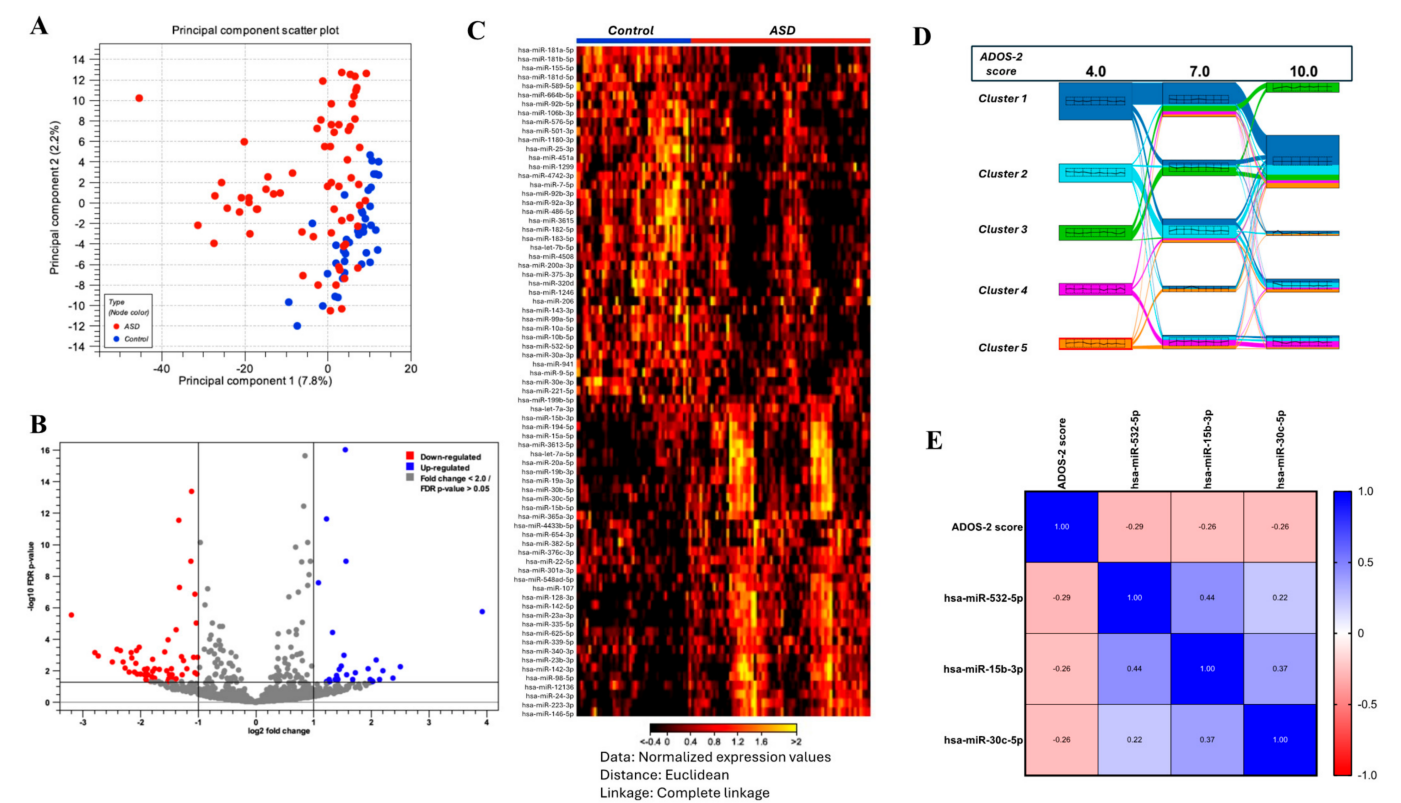 A
Principal component scatter plot
Principal component 2 (2.2%)
14
12
10
8
6
4
2
0
-2
-4
-6
-8
-10
-12
-14
Type
(Node color)
ASD
Control
-40
-20
0
20
Principal component 1 (7.8%)
B
-log10 FDR p-value
16
14
12
10
8
6
4
2
0
Down-regulated
Up-regulated
Fold change < 2.0 /
FDR p-value > 0.05
-3
-2
-1
0
1
2
3
4
log2 fold change
C
Control
ASD
hsa-miR-181a-5p
hsa-miR-181b-5p
hsa-miR-155-5p
hsa-miR-181d-5p
hsa-miR-589-5p
hsa-miR-664b-5p
hsa-miR-92b-5p
hsa-miR-106b-3p
hsa-miR-576-5p
hsa-miR-501-3p
hsa-miR-1180-3p
hsa-miR-25-3p
hsa-miR-451a
hsa-miR-1299
hsa-miR-4742-3p
hsa-miR-7-5p
hsa-miR-92b-3p
hsa-miR-92a-3p
hsa-miR-486-5p
hsa-miR-3615
hsa-miR-182-5p
hsa-miR-183-5p
hsa-let-7b-5p
hsa-miR-4508
hsa-miR-200a-3p
hsa-miR-375-3p
hsa-miR-320d
hsa-miR-1246
hsa-miR-206
hsa-miR-143-3p
hsa-miR-99a-5p
hsa-miR-10a-5p
hsa-miR-10b-5p
hsa-miR-532-5p
hsa-miR-30a-3p
hsa-miR-941
hsa-miR-9-5p
hsa-miR-30e-3p
hsa-miR-221-5p
hsa-miR-199b-5p
hsa-let-7a-3p
hsa-miR-15b-3p
hsa-miR-194-5p
hsa-miR-15a-5p
hsa-miR-3613-5p
hsa-let-7a-5p
hsa-miR-20a-5p
hsa-miR-19b-3p
hsa-miR-19a-3p
hsa-miR-30b-5p
hsa-miR-30c-5p
hsa-miR-15b-5p
hsa-miR-365a-3p
hsa-miR-4433b-5p
hsa-miR-654-3p
hsa-miR-382-5p
hsa-miR-376c-3p
hsa-miR-22-5p
hsa-miR-301a-3p
hsa-miR-548ad-5p
hsa-miR-107
hsa-miR-128-3p
hsa-miR-142-5p
hsa-miR-23a-3p
hsa-miR-335-5p
hsa-miR-625-5p
hsa-miR-339-5p
hsa-miR-340-3p
hsa-miR-23b-3p
hsa-miR-142-3p
hsa-miR-98-5p
hsa-miR-12136
hsa-miR-24-3p
hsa-miR-223-3p
hsa-miR-146-5p
<-0.4 0 0.4 0.8 1.2 1.6 >2
Data: Normalized expression values
Distance: Euclidean
Linkage: Complete linkage
D
ADOS-2
score
4.0
7.0
10.0
Cluster 1
Cluster 2
Cluster 3
Cluster 4
Cluster 5
E
ADOS-2 score
hsa-miR-532-5p
hsa-miR-15b-3p
hsa-miR-30c-5p
ADOS-2 score
1.00
-0.29
-0.26
-0.26
hsa-miR-532-5p
-0.29
1.00
0.44
0.22
hsa-miR-15b-3p
-0.26
0.44
1.00
0.37
hsa-miR-30c-5p
-0.26
0.22
0.37
1.00
1.0
0.5
0
-0.5
-1.0